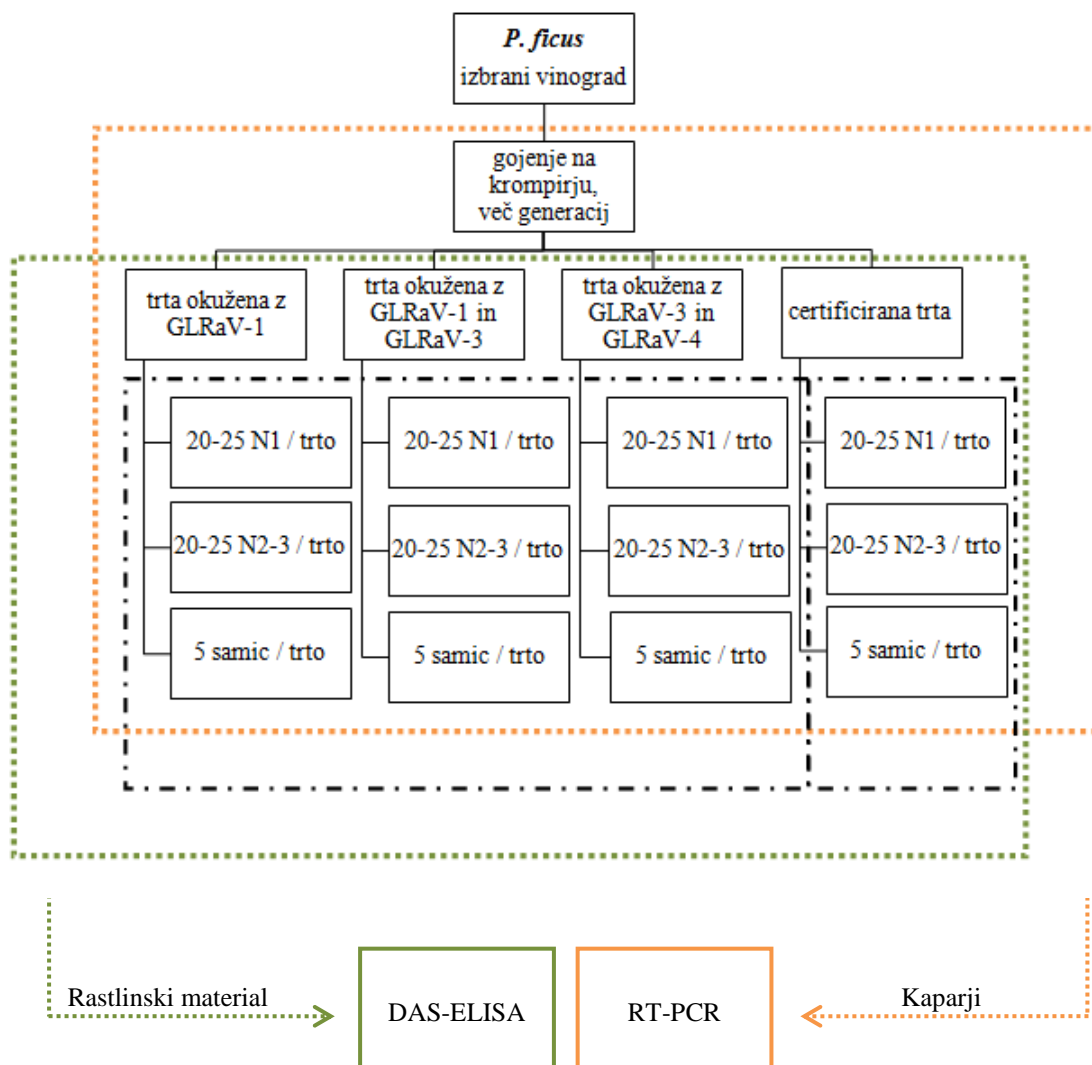 P. ficus
izbrani vinograd
gojenje na
krompirju,
več generacij
trta okužena z
GLRaV-1
trta okužena z
GLRaV-1 in
GLRaV-3
trta okužena z
GLRaV-3 in
GLRaV-4
certificirana trta
20-25 N1 / trto
20-25 N1 / trto
20-25 N1 / trto
20-25 N1 / trto
20-25 N2-3 / trto
20-25 N2-3 / trto
20-25 N2-3 / trto
20-25 N2-3 / trto
5 samic / trto
5 samic / trto
5 samic / trto
5 samic / trto
Rastlinski material
DAS-ELISA
RT-PCR
Kaparji